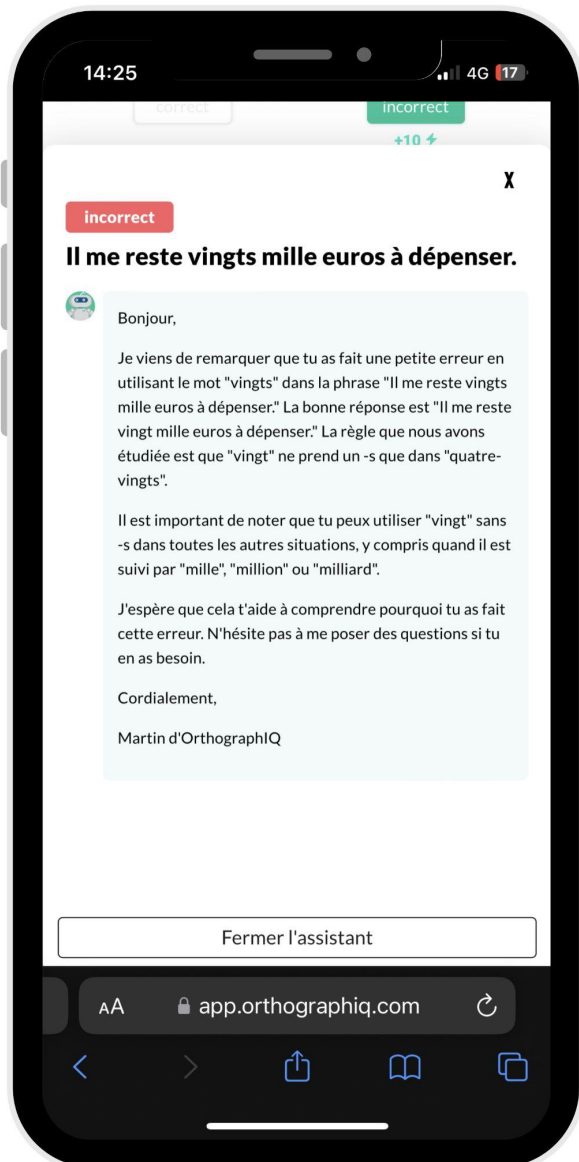 14:25
4G 17
correct
incorrect
+10
X
incorrect
Il me reste vingts mille euros à dépenser.
Bonjour,
Je viens de remarquer que tu as fait une petite erreur en
utilisant le mot "vingts" dans la phrase "Il me reste vingts
mille euros à dépenser." La bonne réponse est "Il me reste
vingt mille euros à dépenser." La règle que nous avons
étudiée est que "vingt" ne prend un -s que dans "quatre-
vingts".
Il est important de noter que tu peux utiliser "vingt" sans
-s dans toutes les autres situations, y compris quand il est
suivi par "mille", "million" ou "milliard".
J'espère que cela t'aide à comprendre pourquoi tu as fait
cette erreur. N'hésite pas à me poser des questions si tu
en as besoin.
Cordialement,
Martin d'OrthographIQ
Fermer l'assistant
AA app.orthographiq.com